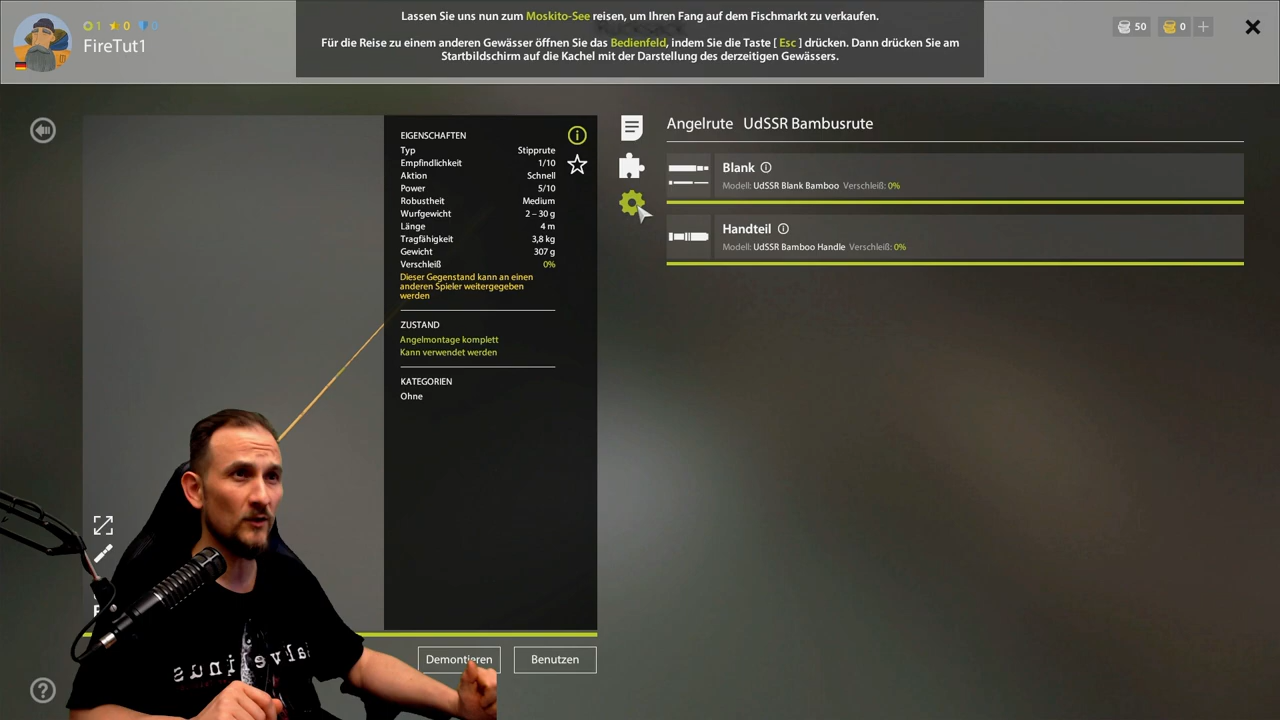 1 0 0
FireTut1
Lassen Sie uns nun zum Moskito-See reisen, um Ihren Fang auf dem Fischmarkt zu verkaufen.
Für die Reise zu einem anderen Gewässer öffnen Sie das Bedienfeld, indem Sie die Taste [ Esc ] drücken. Dann drücken Sie am
Startbildschirm auf die Kachel mit der Darstellung des derzeitigen Gewässers.
50 0
EIGENSCHAFTEN
Typ Stipprute
Empfindlichkeit 1/10
Aktion Schnell
Power 5/10
Robustheit Medium
Wurfgewicht 2 – 30 g
Länge 4 m
Tragfähigkeit 3,8 kg
Gewicht 307 g
Verschleiß 0%
Dieser Gegenstand kann an einen
anderen Spieler weitergegeben
werden
ZUSTAND
Angelmontage komplett
Kann verwendet werden
KATEGORIEN
Ohne
Demontieren Benutzen
Angelrute UdSSR Bambusrute
Blank
Modell: UdSSR Blank Bamboo Verschleiß: 0%
Handteil
Modell: UdSSR Bamboo Handle Verschleiß: 0%